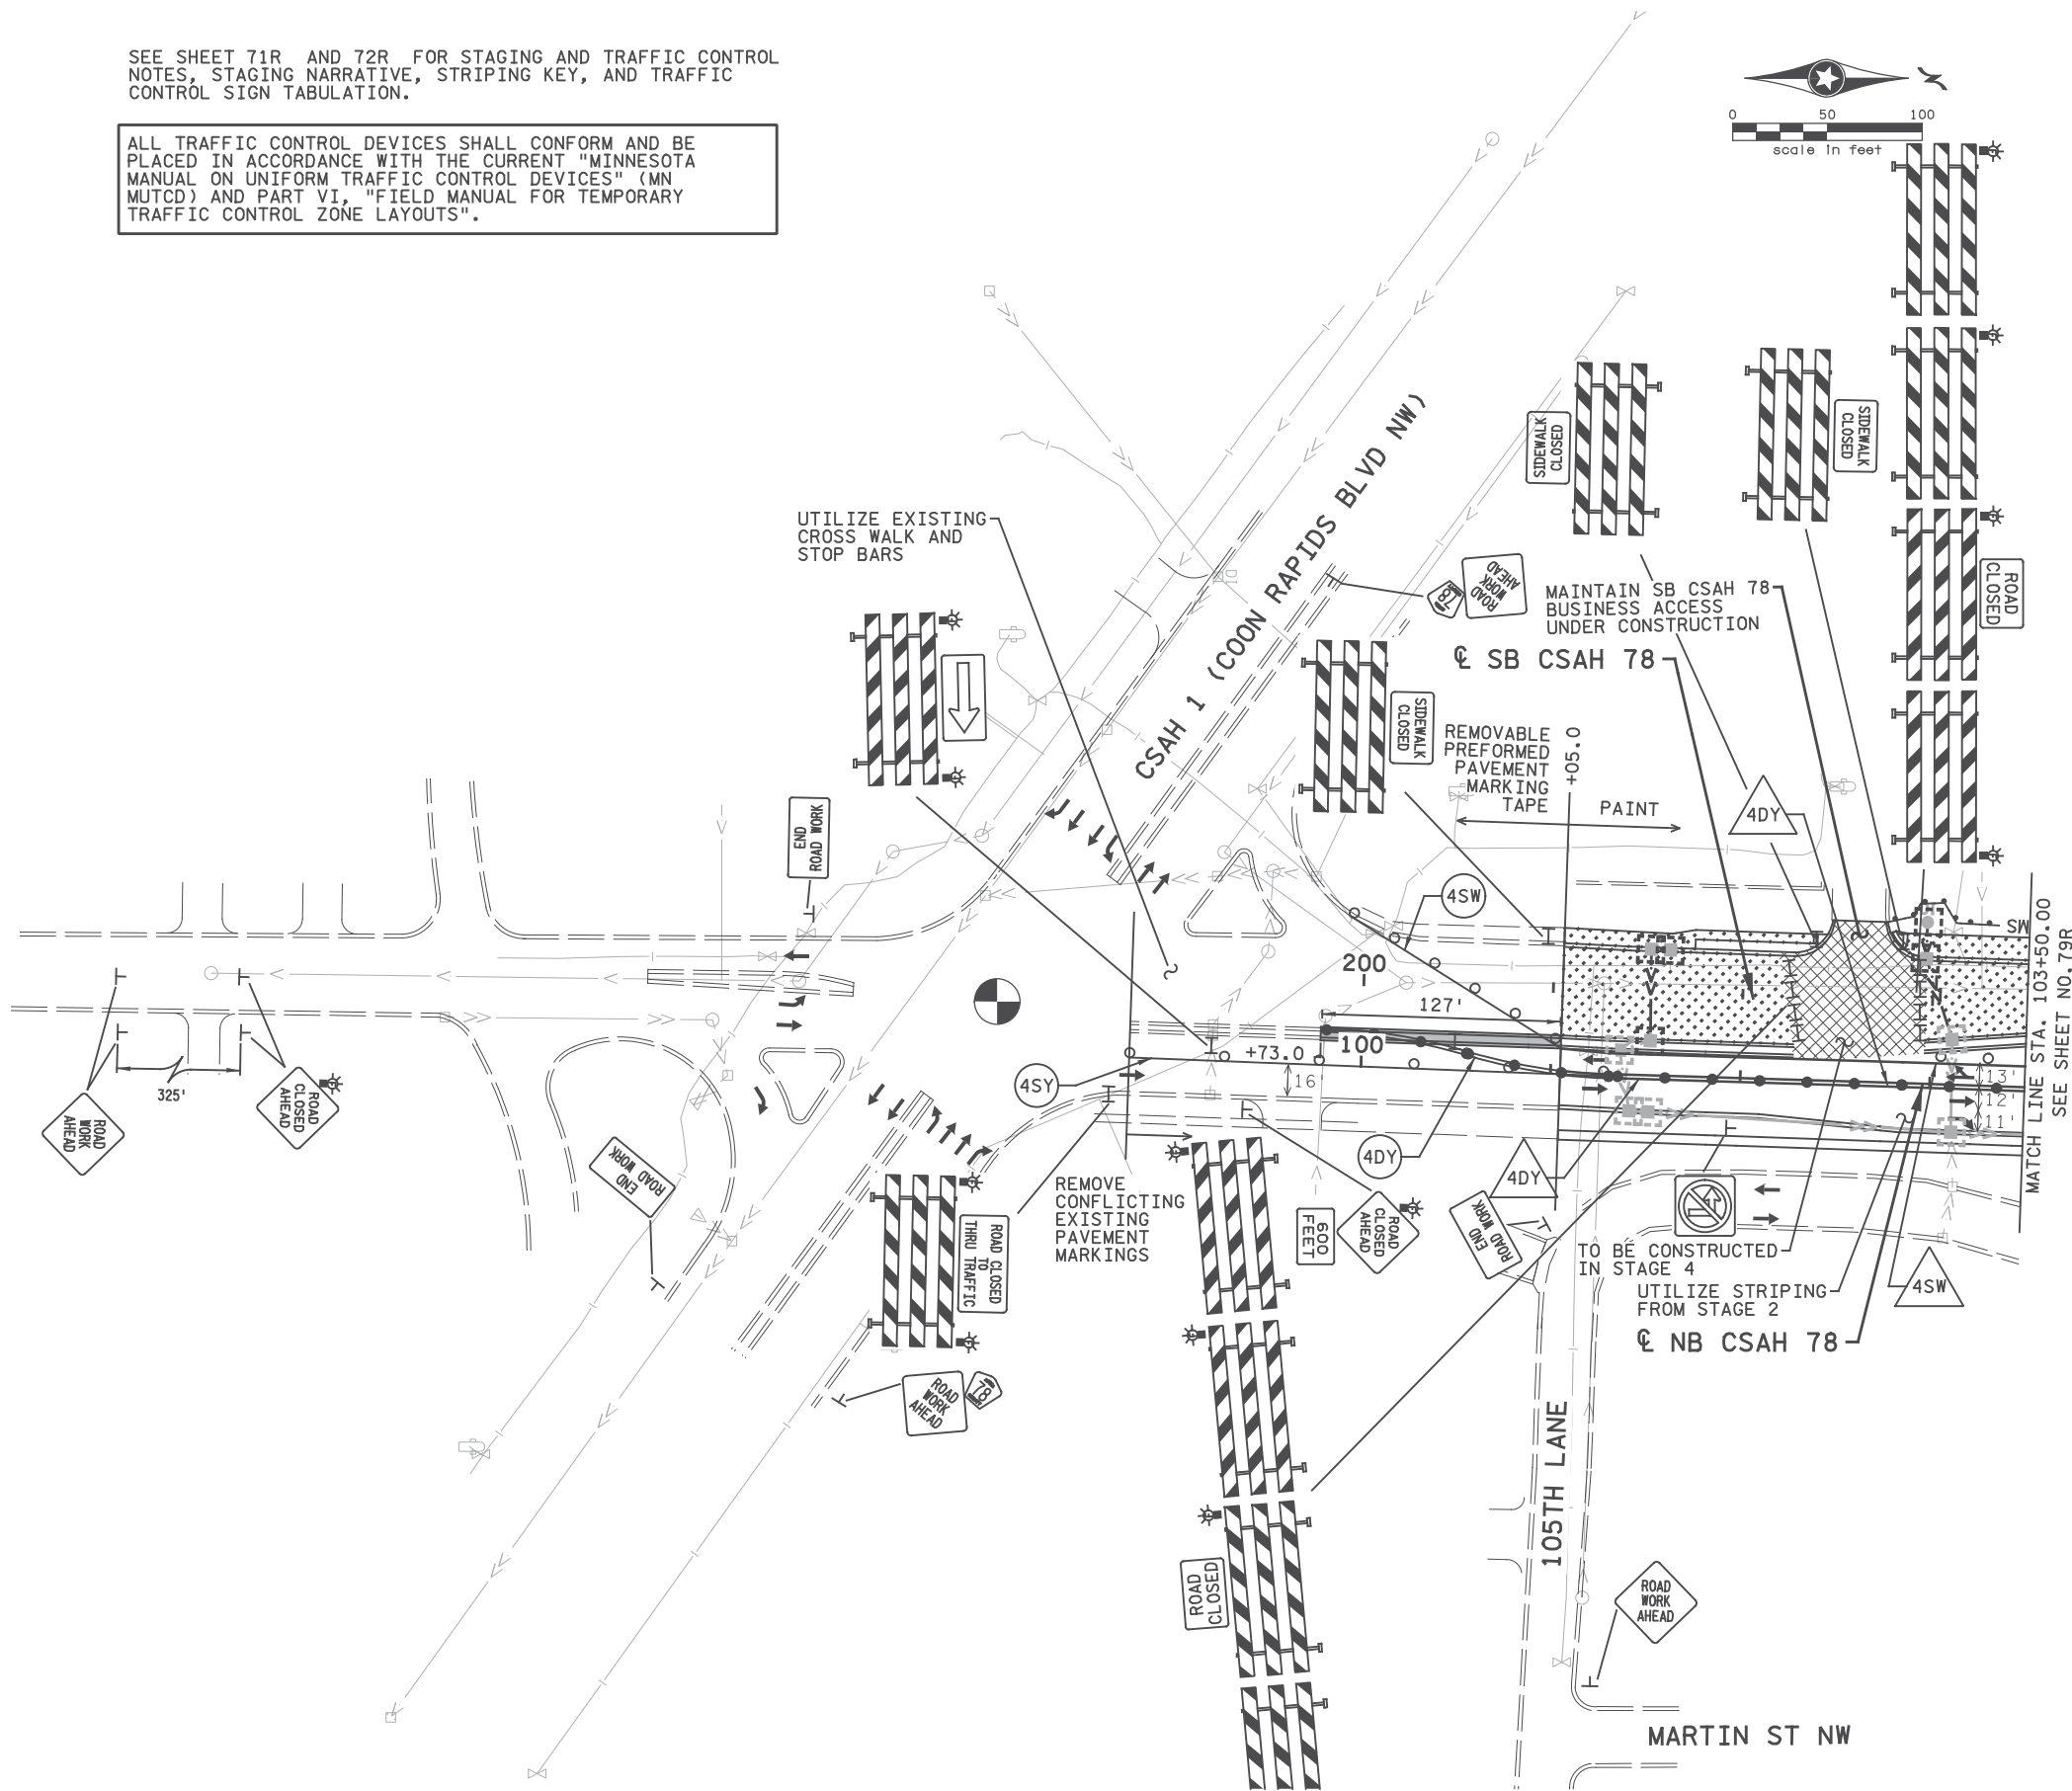 SEE SHEET 71R AND 72R FOR STAGING AND TRAFFIC CONTROL
NOTES, STAGING NARRATIVE, STRIPING KEY, AND TRAFFIC
CONTROL SIGN TABULATION.
ALL TRAFFIC CONTROL DEVICES SHALL CONFORM AND BE
PLACED IN ACCORDANCE WITH THE CURRENT "MINNESOTA
MANUAL ON UNIFORM TRAFFIC CONTROL DEVICES" (MN
MUTCD) AND PART VI, "FIELD MANUAL FOR TEMPORARY
TRAFFIC CONTROL ZONE LAYOUTS".
N
0 50 100
scale in feet
SIDEWALK
CLOSED
SIDEWALK
CLOSED
ROAD
CLOSED
UTILIZE EXISTING
CROSS WALK AND
STOP BARS
CSAH 1 (COON RAPIDS BLVD NW)
78
ROAD
WORK
AHEAD
MAINTAIN SB CSAH 78
BUSINESS ACCESS
UNDER CONSTRUCTION
℄ SB CSAH 78
SIDEWALK
CLOSED
REMOVABLE
PREFORMED
PAVEMENT
MARKING
TAPE
+05.0
PAINT
4DY
END
ROAD WORK
4SW
SW
200
127'
100
+73.0
16'
4SY
13'
12'
11'
MATCH LINE STA. 103+50.00
SEE SHEET NO. 79R
325'
ROAD
WORK
AHEAD
ROAD
CLOSED
AHEAD
END
ROAD WORK
ROAD CLOSED
TO
THRU TRAFFIC
REMOVE
CONFLICTING
EXISTING
PAVEMENT
MARKINGS
4DY
600
FEET
ROAD
CLOSED
AHEAD
4DY
END
ROAD WORK
TO BE CONSTRUCTED
IN STAGE 4
UTILIZE STRIPING
FROM STAGE 2
4SW
℄ NB CSAH 78
ROAD
WORK
AHEAD
78
ROAD
CLOSED
105TH LANE
ROAD
WORK
AHEAD
MARTIN ST NW